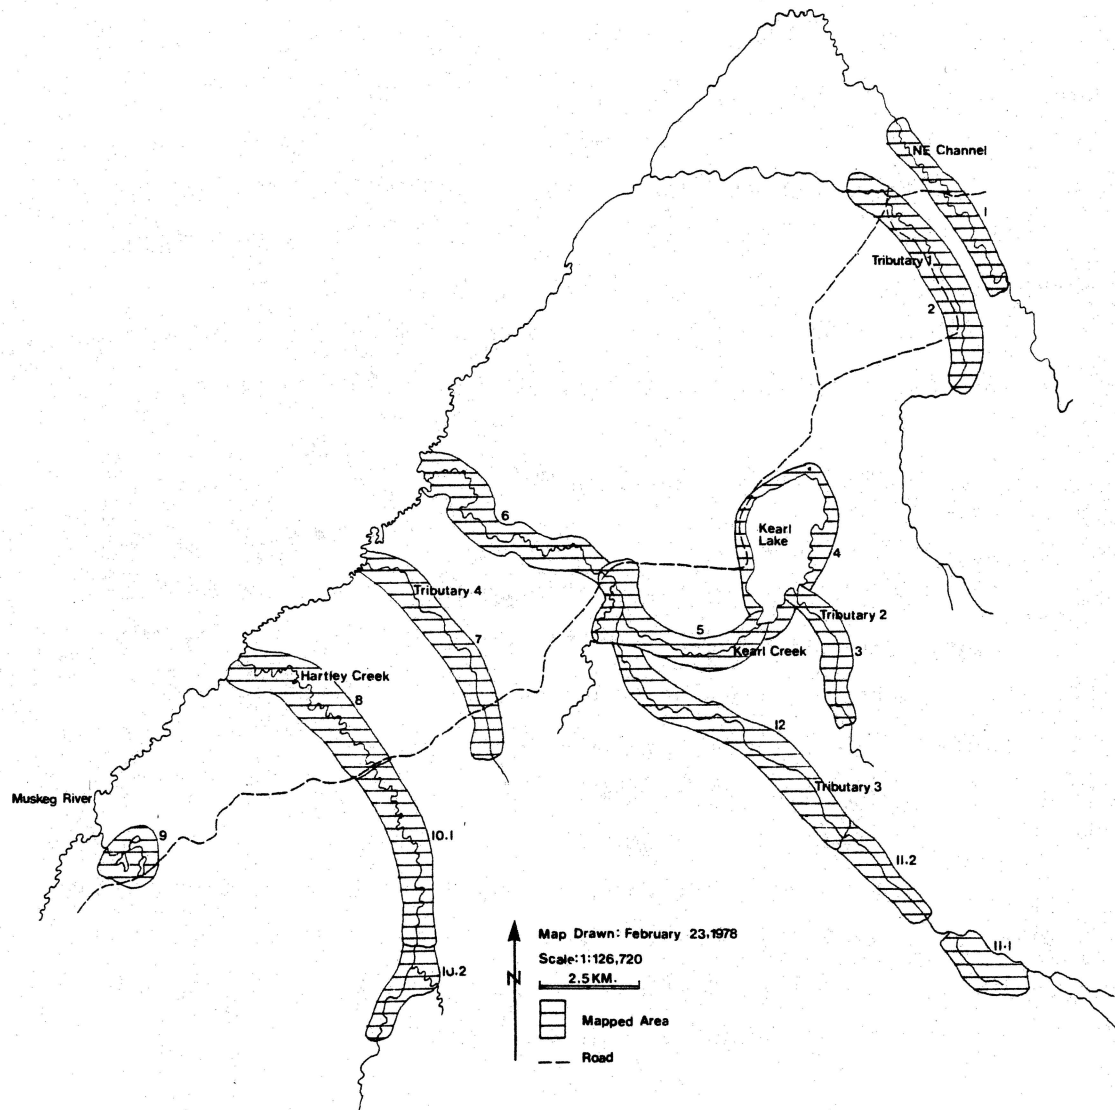 NE Channel
1
Tributary 1
2
6
Kearl
Lake
4
Tributary 4
Tributary 2
5
7
Kearl Creek
3
Hartley Creek
8
12
Tributary 3
Muskeg River
9
10.1
11.2
Map Drawn: February 23,1978
11.1
Scale:1:126,720
10.2
N
2.5 KM.
Mapped Area
Road